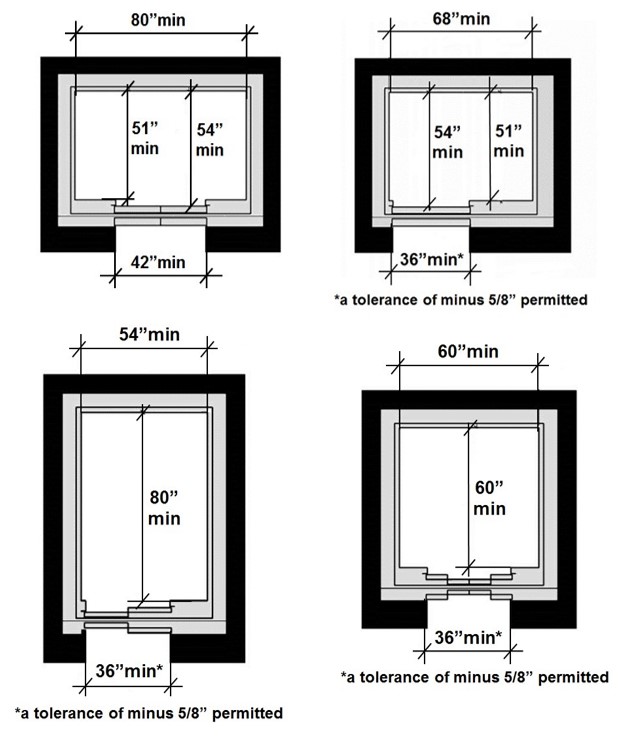 80”min
51”
min
54”
min
42”min
68”min
54”
min
51”
min
36”min*
*a tolerance of minus 5/8” permitted
54”min
80”
min
36”min*
*a tolerance of minus 5/8” permitted
60”min
60”
min
36”min*
*a tolerance of minus 5/8” permitted